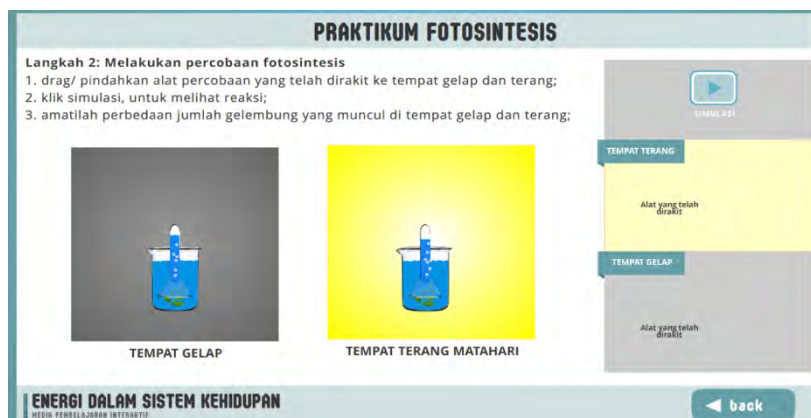 PRAKTIKUM FOTOSINTESIS
Langkah 2: Melakukan percobaan fotosintesis
1. drag/ pindahkan alat percobaan yang telah dirakit ke tempat gelap dan terang;
2. klik simulasi, untuk melihat reaksi;
3. amatilah perbedaan jumlah gelembung yang muncul di tempat gelap dan terang;
SIMULASI
TEMPAT TERANG
Alat yang telah
dirakit
TEMPAT GELAP
Alat yang telah
dirakit
TEMPAT GELAP
TEMPAT TERANG MATAHARI
ENERGI DALAM SISTEM KEHIDUPAN
MEDIA PEMBELAJARAN INTERAKTIF
back